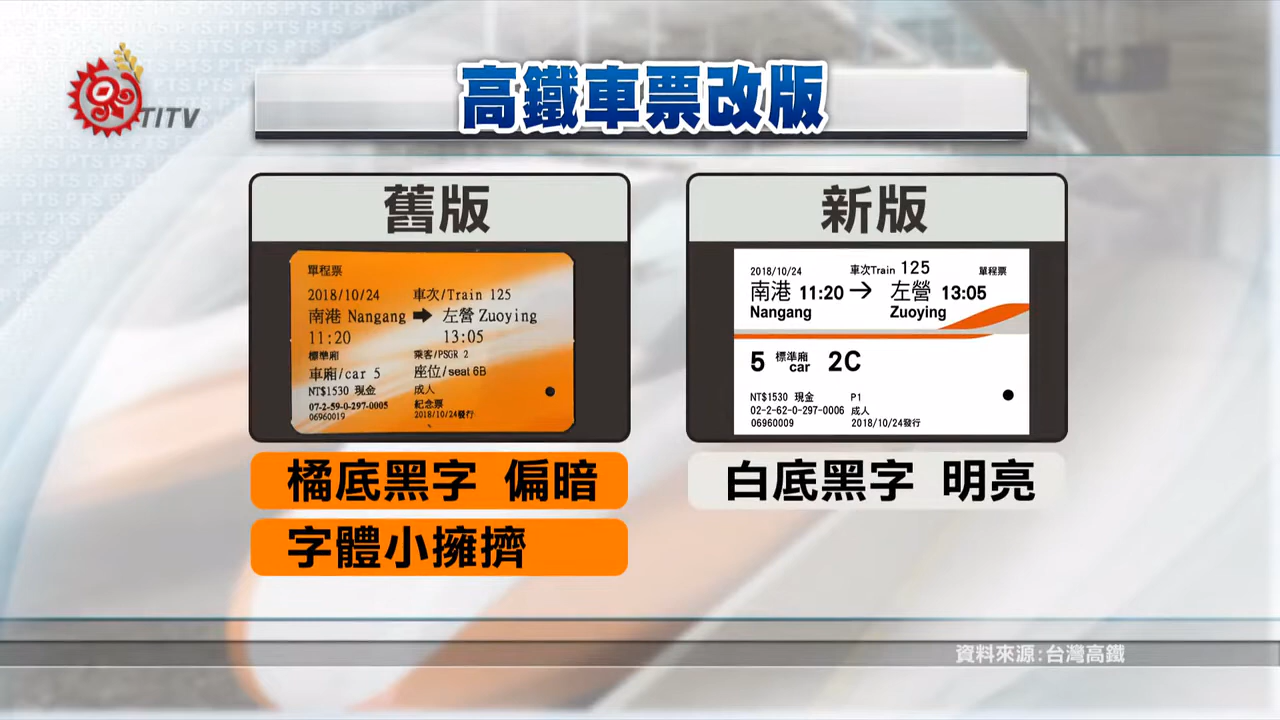 TITV
高鐵車票改版
舊版
單程票
2018/10/24 車次/Train 125
南港 Nangang ➡ 左營 Zuoying
11:20 13:05
標準廂 乘客/PSGR 2
車廂/car 5 座位/seat 6B
NT$1530 現金 成人
07-2-59-0-297-0005 紀念票
06960019 2018/10/24發行
橘底黑字 偏暗
字體小擁擠
新版
2018/10/24 車次Train 125 單程票
南港 11:20 → 左營 13:05
Nangang Zuoying
5 標準廂 car 2C
NT$1530 現金 P1
02-2-62-0-297-0006 成人
06960009 2018/10/24發行
白底黑字 明亮
資料來源:台灣高鐵